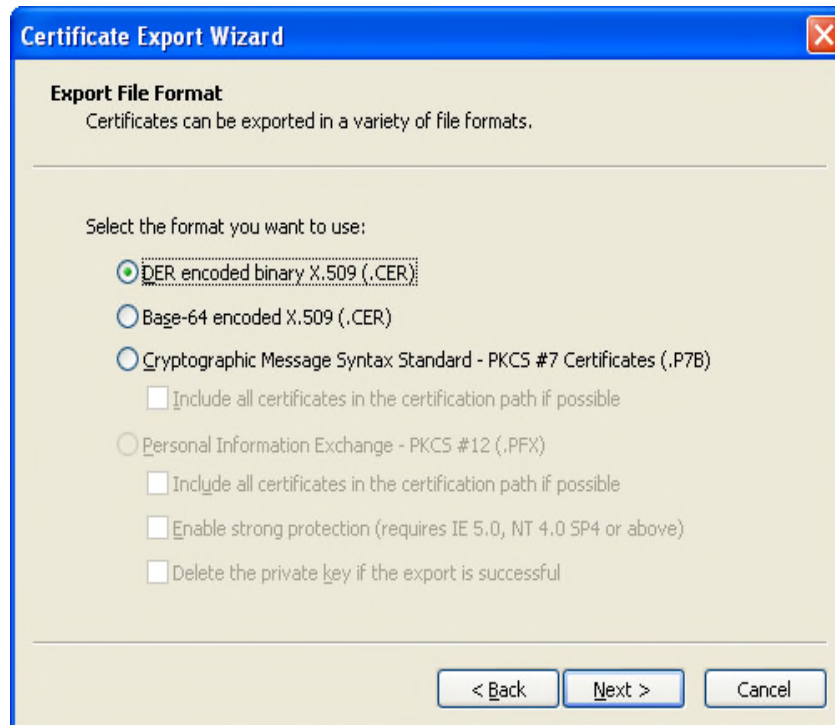 Certificate Export Wizard
Export File Format
Certificates can be exported in a variety of file formats.
Select the format you want to use:
DER encoded binary X.509 (.CER)
Base-64 encoded X.509 (.CER)
Cryptographic Message Syntax Standard - PKCS #7 Certificates (.P7B)
Include all certificates in the certification path if possible
Personal Information Exchange - PKCS #12 (.PFX)
Include all certificates in the certification path if possible
Enable strong protection (requires IE 5.0, NT 4.0 SP4 or above)
Delete the private key if the export is successful
< Back Next > Cancel